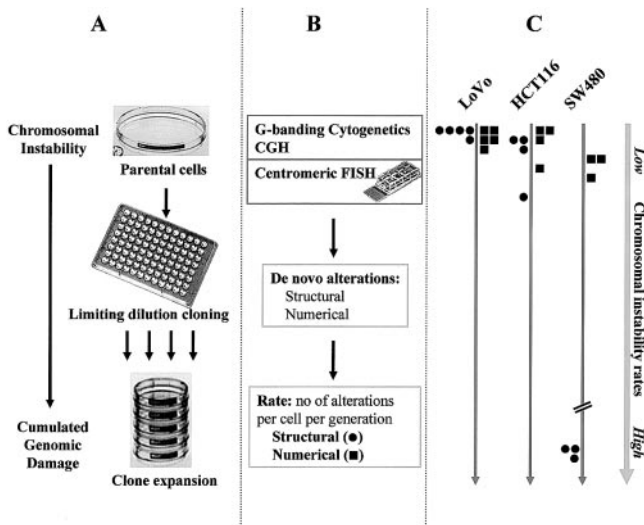 A
Chromosomal
Instability
Parental cells
Limiting dilution cloning
Cumulated
Genomic
Damage
Clone expansion
B
G-banding Cytogenetics
CGH
Centromeric FISH
De novo alterations:
Structural
Numerical
Rate: no of alterations
per cell per generation
Structural (●)
Numerical (■)
C
LoVo
HCT116
SW480
Low
Chromosomal instability rates
High